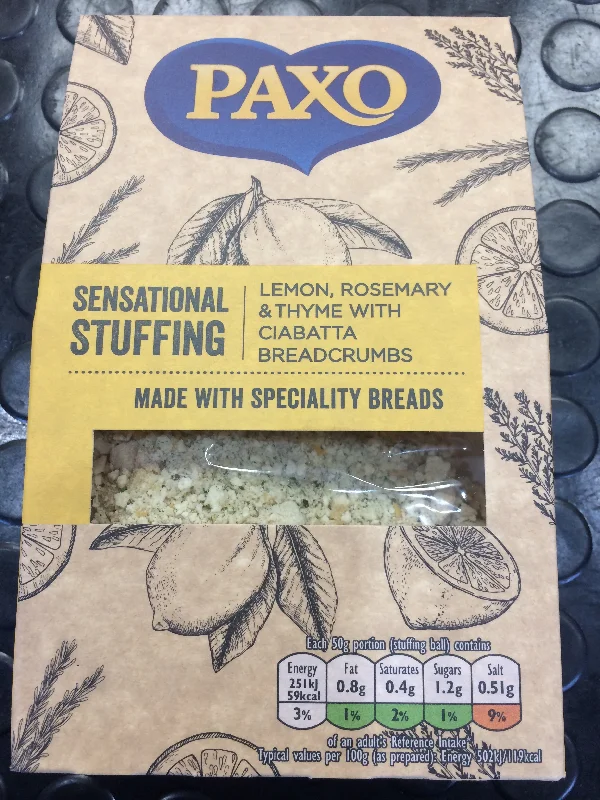 PAXO
SENSATIONAL
STUFFING
LEMON, ROSEMARY
& THYME WITH
CIABATTA
BREADCRUMBS
MADE WITH SPECIALITY BREADS
Each 50g portion (stuffing ball) contains
Energy Fat Saturates Sugars Salt
251kJ
59kcal 0.8g 0.4g 1.2g 0.51g
3% 1% 2% 1% 9%
of an adult's Reference Intake
Typical values per 100g (as prepared): Energy 502kJ/119kcal